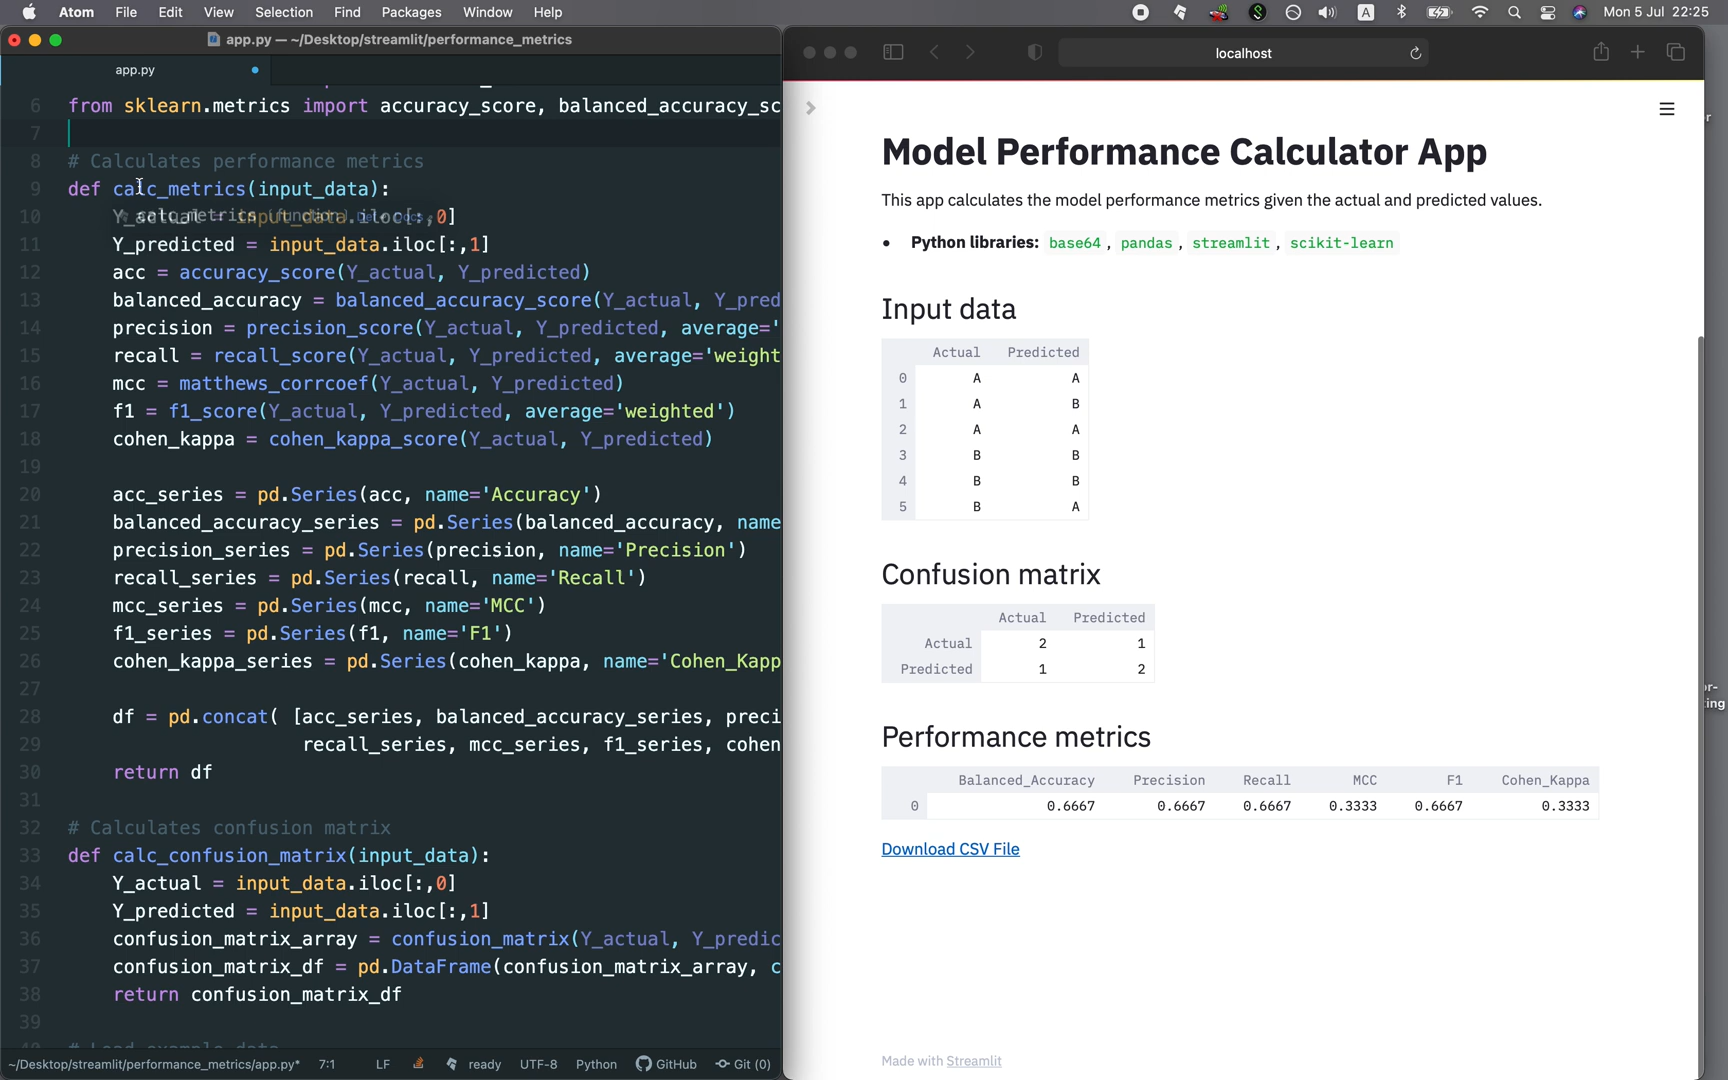 Atom File Edit View Selection Find Packages Window Help
A Mon 5 Jul 22:25
app.py — ~/Desktop/streamlit/performance_metrics
app.py
6 from sklearn.metrics import accuracy_score, balanced_accuracy_sc
7
8 # Calculates performance metrics
9 def calc_metrics(input_data):
10 Y_actual = input_data.iloc[:,0]
11 Y_predicted = input_data.iloc[:,1]
12 acc = accuracy_score(Y_actual, Y_predicted)
13 balanced_accuracy = balanced_accuracy_score(Y_actual, Y_pred
14 precision = precision_score(Y_actual, Y_predicted, average='
15 recall = recall_score(Y_actual, Y_predicted, average='weight
16 mcc = matthews_corrcoef(Y_actual, Y_predicted)
17 f1 = f1_score(Y_actual, Y_predicted, average='weighted')
18 cohen_kappa = cohen_kappa_score(Y_actual, Y_predicted)
19
20 acc_series = pd.Series(acc, name='Accuracy')
21 balanced_accuracy_series = pd.Series(balanced_accuracy, name
22 precision_series = pd.Series(precision, name='Precision')
23 recall_series = pd.Series(recall, name='Recall')
24 mcc_series = pd.Series(mcc, name='MCC')
25 f1_series = pd.Series(f1, name='F1')
26 cohen_kappa_series = pd.Series(cohen_kappa, name='Cohen_Kapp
27
28 df = pd.concat( [acc_series, balanced_accuracy_series, preci
29 recall_series, mcc_series, f1_series, cohen
30 return df
31
32 # Calculates confusion matrix
33 def calc_confusion_matrix(input_data):
34 Y_actual = input_data.iloc[:,0]
35 Y_predicted = input_data.iloc[:,1]
36 confusion_matrix_array = confusion_matrix(Y_actual, Y_predic
37 confusion_matrix_df = pd.DataFrame(confusion_matrix_array, c
38 return confusion_matrix_df
39
~/Desktop/streamlit/performance_metrics/app.py* 7:1 LF ready UTF-8 Python GitHub Git (0)
localhost
Model Performance Calculator App
This app calculates the model performance metrics given the actual and predicted values.
• Python libraries: base64 , pandas , streamlit , scikit-learn
Input data
Actual Predicted
0 A A
1 A B
2 A A
3 B B
4 B B
5 B A
Confusion matrix
Actual Predicted
Actual 2 1
Predicted 1 2
Performance metrics
Balanced_Accuracy Precision Recall MCC F1 Cohen_Kappa
0 0.6667 0.6667 0.6667 0.3333 0.6667 0.3333
Download CSV File
Made with Streamlit